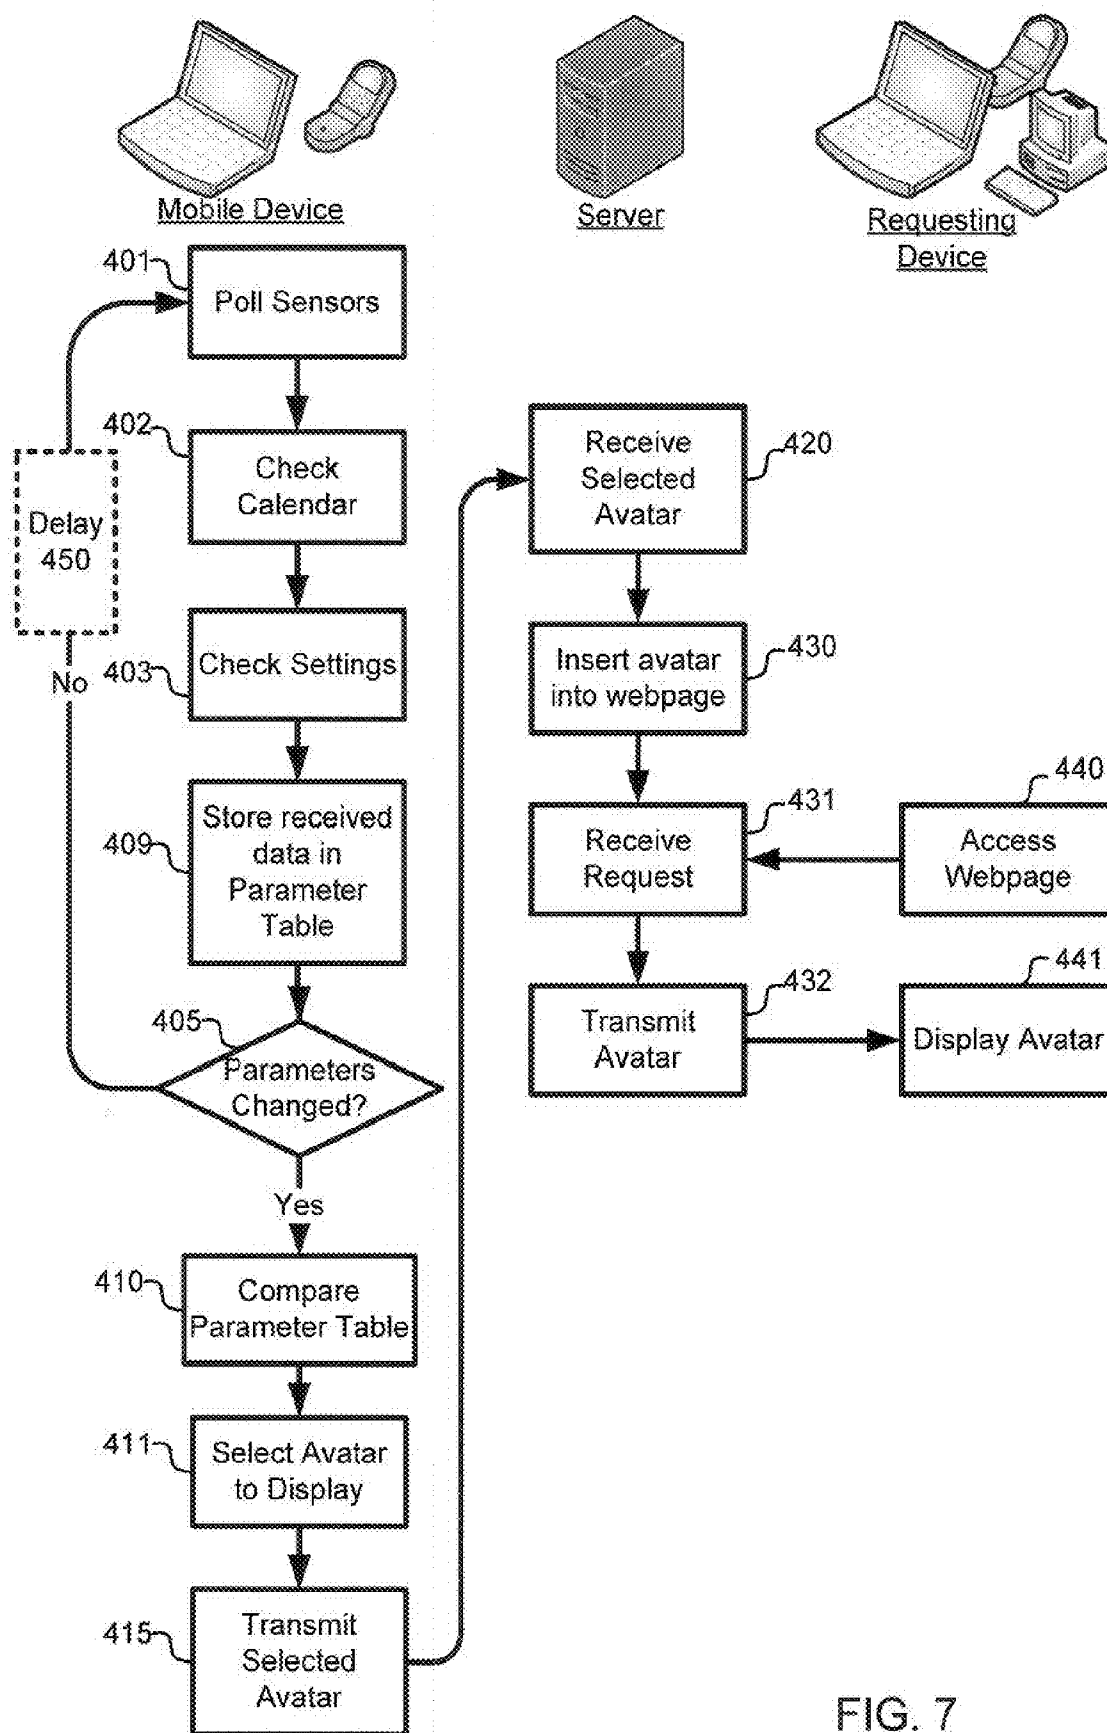 Mobile Device
Server
Requesting
Device
401
Poll Sensors
402
Check
Calendar
Delay
450
No
403
Check Settings
409
Store received
data in
Parameter
Table
405
Parameters
Changed?
Yes
410
Compare
Parameter Table
411
Select Avatar
to Display
415
Transmit
Selected
Avatar
Receive
Selected
Avatar
420
Insert avatar
into webpage
430
Receive
Request
431
440
Access
Webpage
Transmit
Avatar
432
441
Display Avatar
FIG. 7